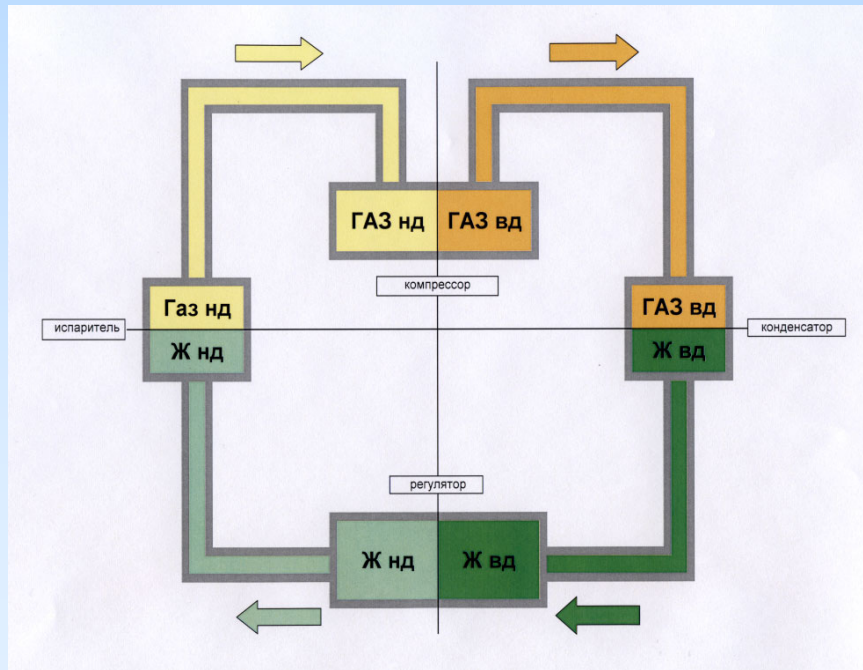 ГАЗ нд
ГАЗ вд
компрессор
Газ нд
ГАЗ вд
испаритель
конденсатор
Ж нд
Ж вд
регулятор
Ж нд
Ж вд